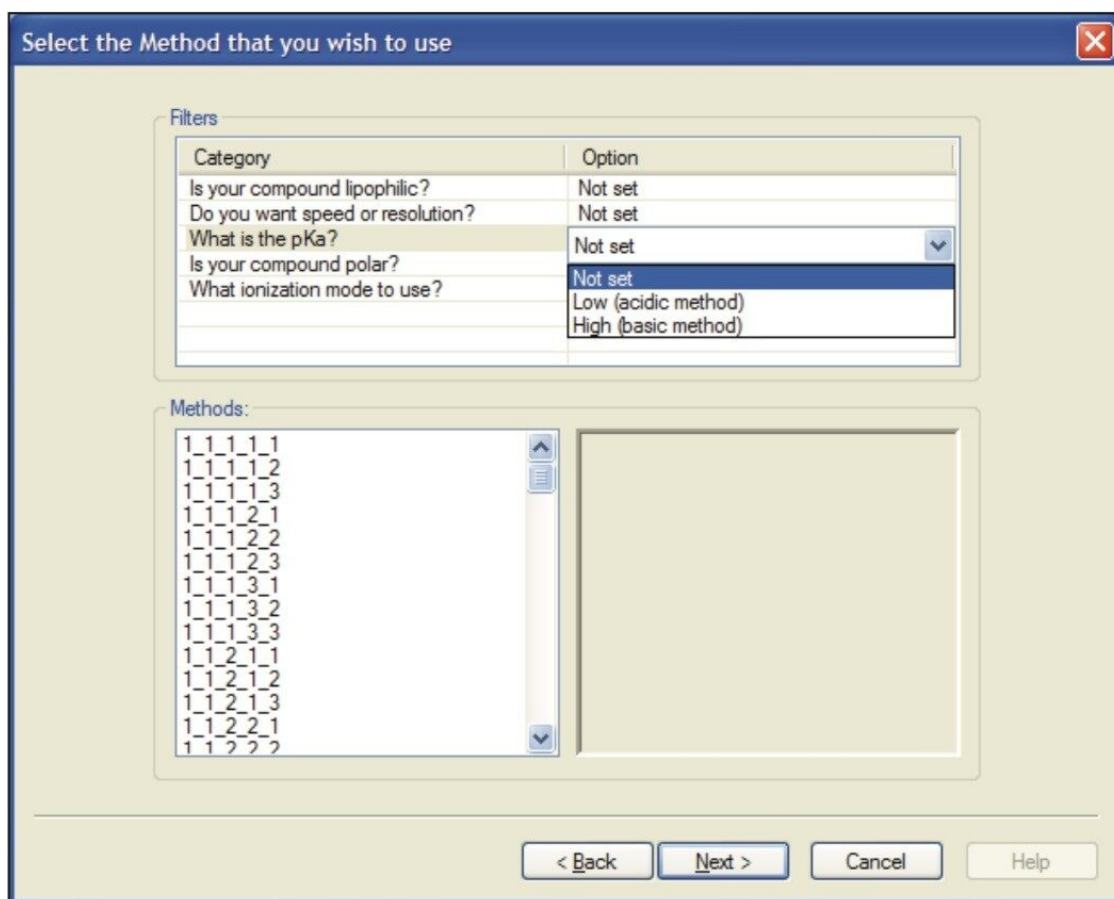 Select the Method that you wish to use
Filters
Category Option
Is your compound lipophilic? Not set
Do you want speed or resolution? Not set
What is the pKa? Not set
Is your compound polar? Not set
What ionization mode to use? Low (acidic method)
High (basic method)
Methods:
1_1_1_1_1
1_1_1_1_2
1_1_1_1_3
1_1_1_2_1
1_1_1_2_2
1_1_1_2_3
1_1_1_3_1
1_1_1_3_2
1_1_1_3_3
1_1_2_1_1
1_1_2_1_2
1_1_2_1_3
1_1_2_2_1
1_1_2_2_2
< Back Next > Cancel Help